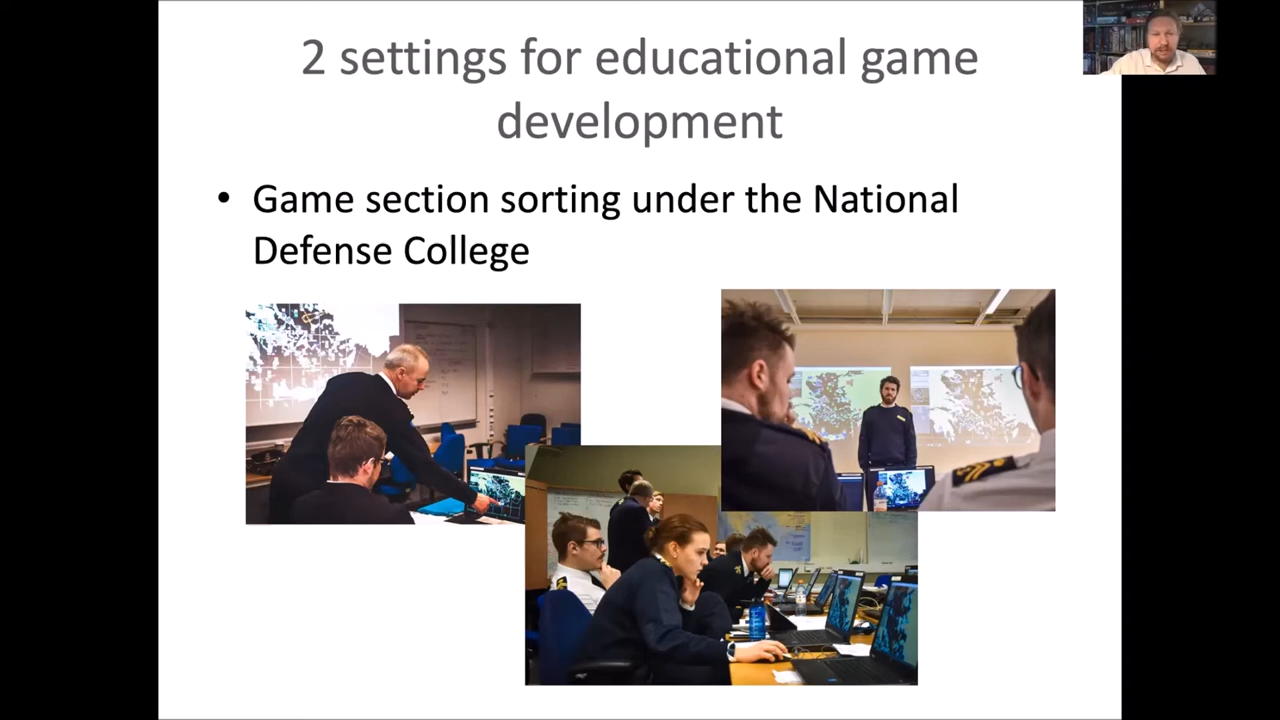 2 settings for educational game
development
• Game section sorting under the National
Defense College